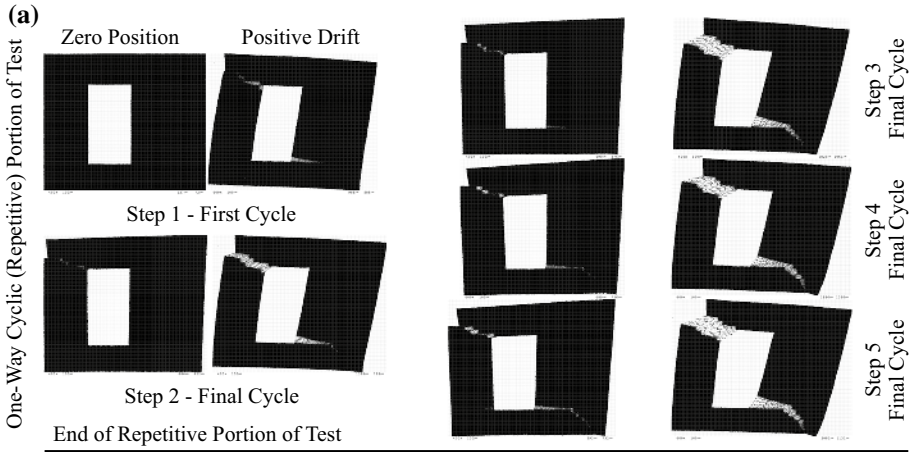 (a)
Zero Position
Positive Drift
One-Way Cyclic (Repetitive) Portion of Test
Step 1 - First Cycle
Step 2 - Final Cycle
End of Repetitive Portion of Test
Step 3
Final Cycle
Step 4
Final Cycle
Step 5
Final Cycle